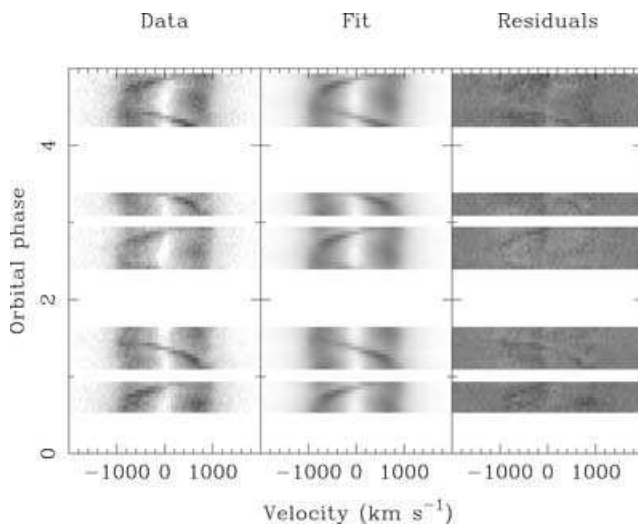 Data Fit Residuals
4
2
0
Orbital phase
−1000 0 1000 −1000 0 1000 −1000 0 1000
Velocity (km s⁻¹)